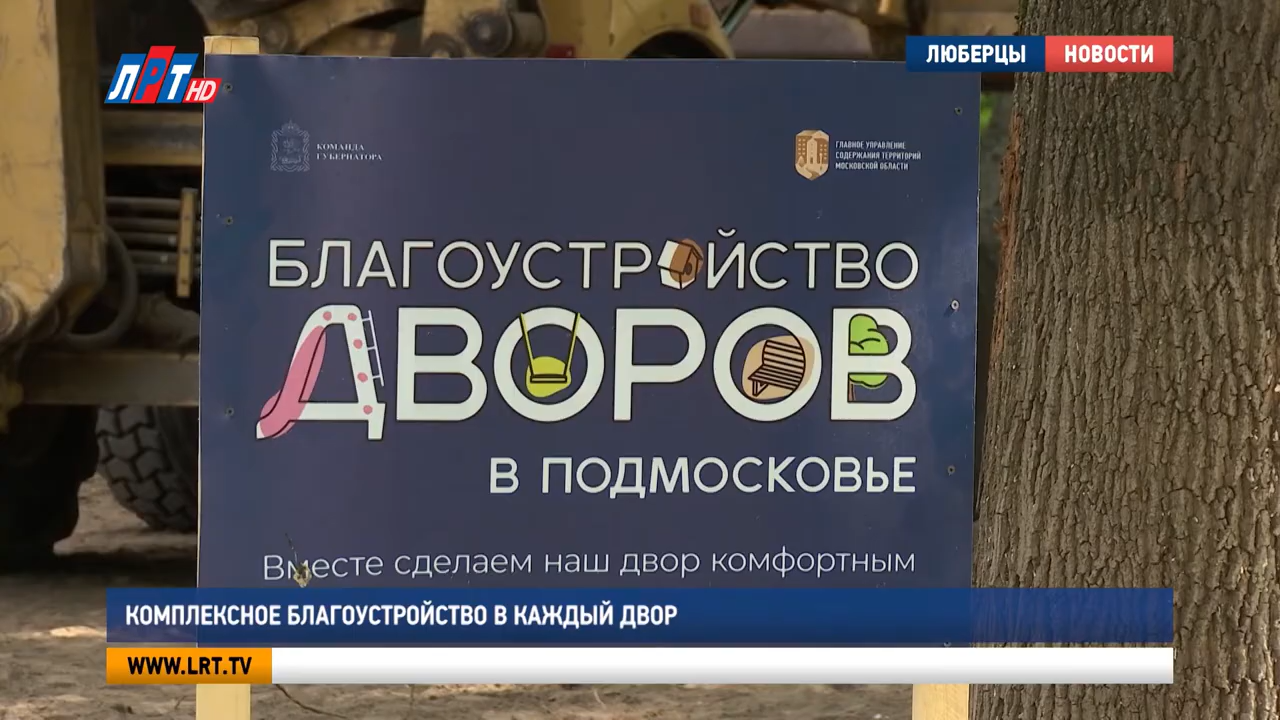 ЛРТ HD
ЛЮБЕРЦЫ НОВОСТИ
КОМАНДА
ГУБЕРНАТОРА
ГЛАВНОЕ УПРАВЛЕНИЕ
СОДЕРЖАНИЯ ТЕРРИТОРИЙ
МОСКОВСКОЙ ОБЛАСТИ
БЛАГОУСТРОЙСТВО
ДВОРОВ
В ПОДМОСКОВЬЕ
Вместе сделаем наш двор комфортным
КОМПЛЕКСНОЕ БЛАГОУСТРОЙСТВО В КАЖДЫЙ ДВОР
WWW.LRT.TV